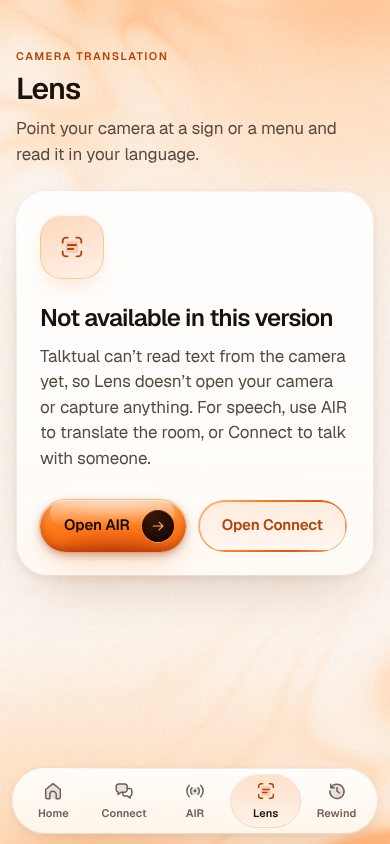 CAMERA TRANSLATION
Lens
Point your camera at a sign or a menu and
read it in your language.
Not available in this version
Talktual can’t read text from the camera
yet, so Lens doesn’t open your camera
or capture anything. For speech, use AIR
to translate the room, or Connect to talk
with someone.
Open AIR
Open Connect
Home
Connect
AIR
Lens
Rewind